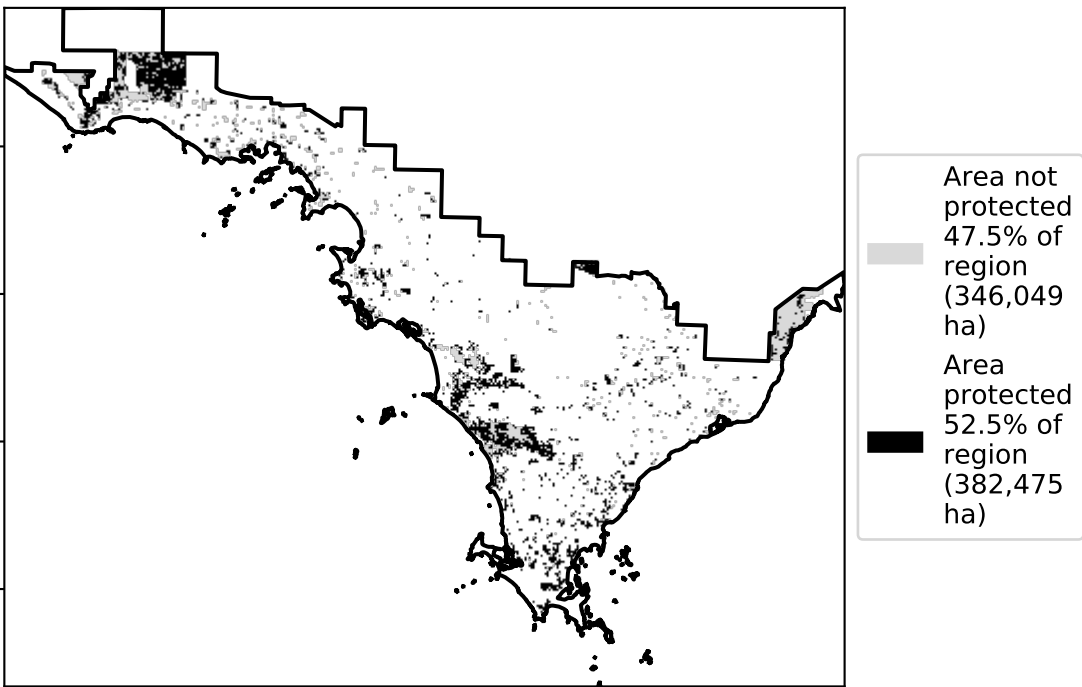 Area not
protected
47.5% of
region
(346,049
ha)
Area
protected
52.5% of
region
(382,475
ha)